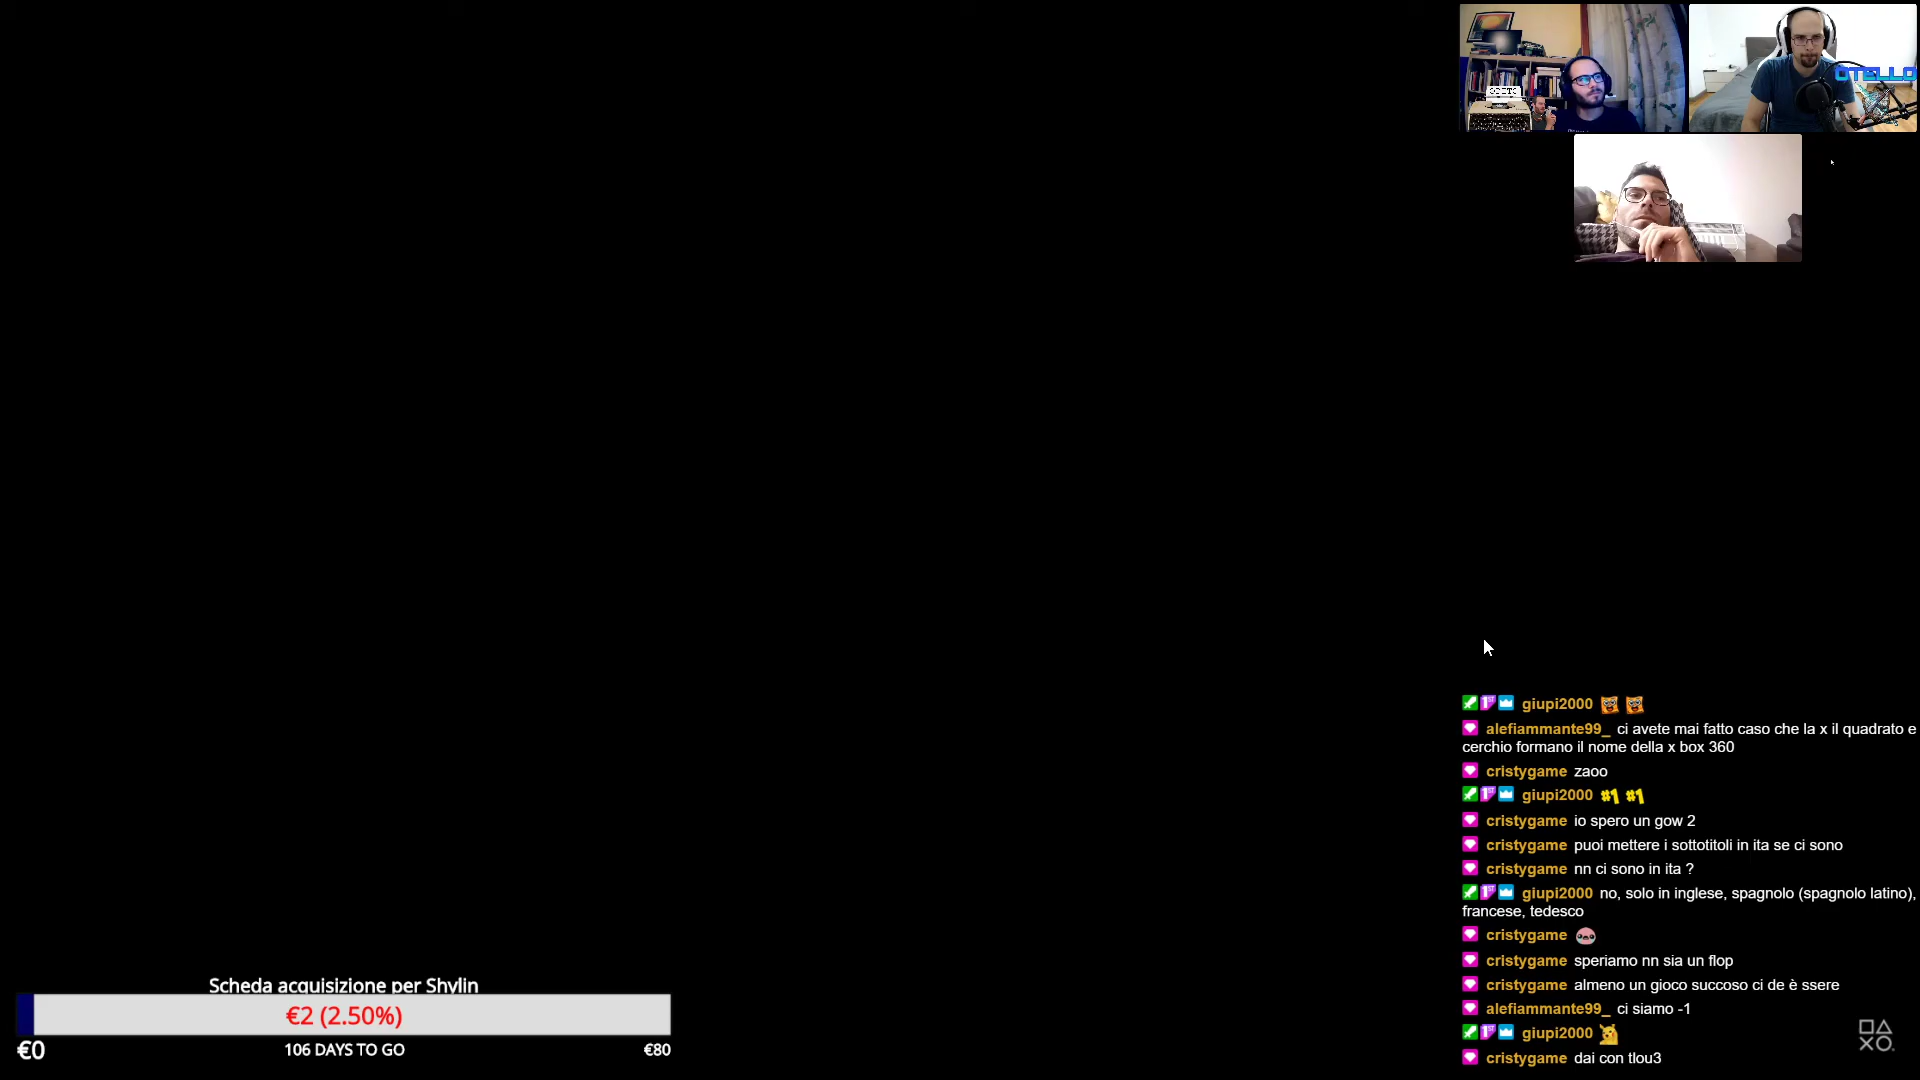 OTELLO
giupi2000
alefiammante99_ ci avete mai fatto caso che la x il quadrato e
cerchio formano il nome della x box 360
cristygame zaoo
giupi2000 #1 #1
cristygame io spero un gow 2
cristygame puoi mettere i sottotitoli in ita se ci sono
cristygame nn ci sono in ita ?
giupi2000 no, solo in inglese, spagnolo (spagnolo latino),
francese, tedesco
cristygame
cristygame speriamo nn sia un flop
cristygame almeno un gioco succoso ci de è ssere
alefiammante99_ ci siamo -1
giupi2000
cristygame dai con tlou3
Scheda acquisizione per Shylin
€2 (2.50%)
€0 106 DAYS TO GO €80